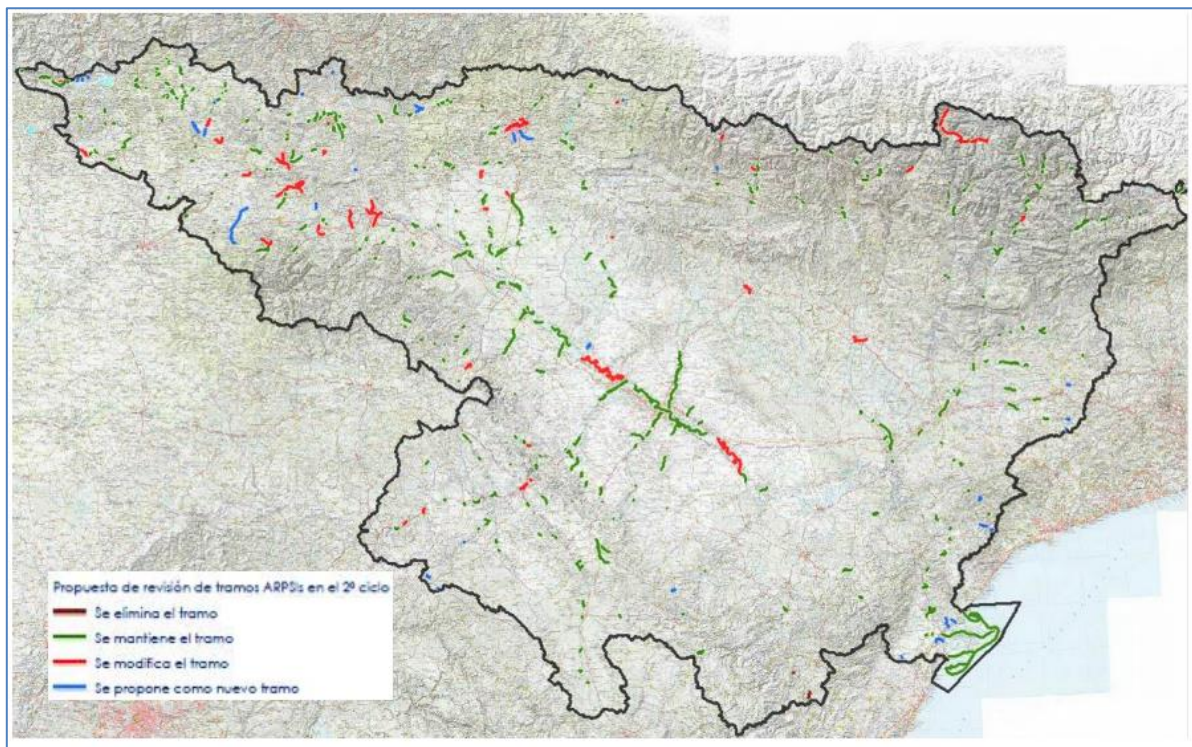 Propuesta de revisión de tramos ARPSIs en el 2º ciclo
Se elimina el tramo
Se mantiene el tramo
Se modifica el tramo
Se propone como nuevo tramo